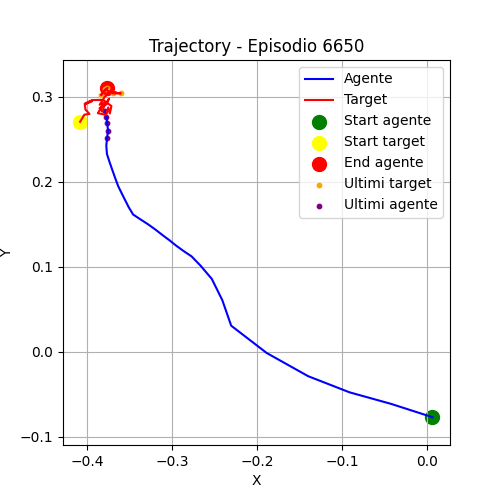 Trajectory - Episodio 6650
Agente
Target
Start agente
Start target
End agente
Ultimi target
Ultimi agente
Y
0.3
0.2
0.1
0.0
−0.1
−0.4
−0.3
−0.2
−0.1
0.0
X